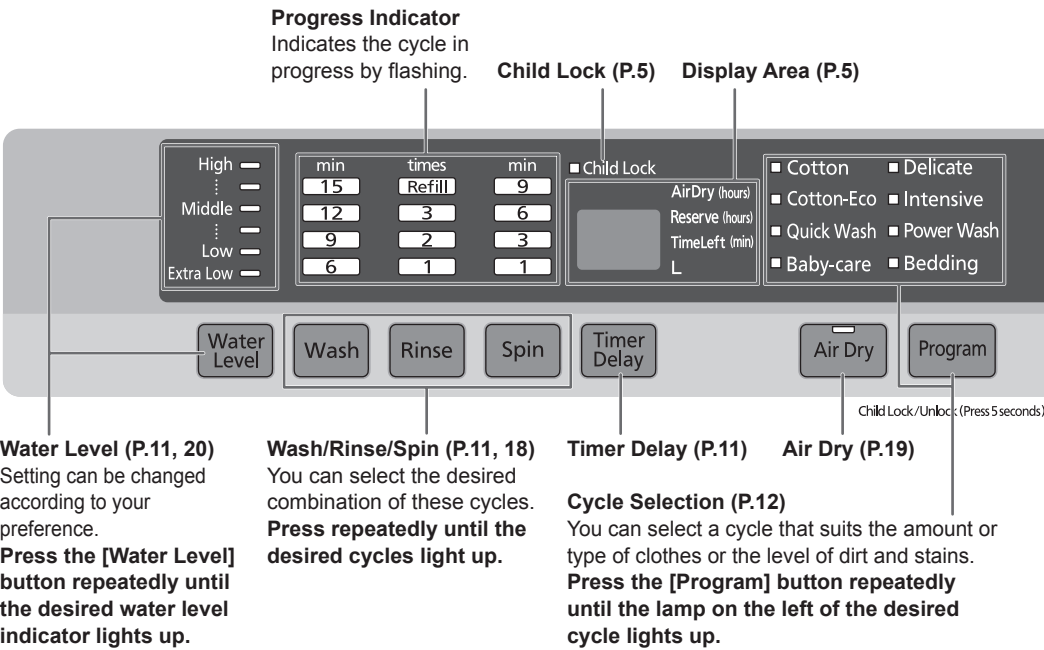 Progress Indicator
Indicates the cycle in
progress by flashing.
Child Lock (P.5)
Display Area (P.5)
High
Middle
Low
Extra Low
min times min
15 Refill 9
12 3 6
9 2 3
6 1 1
Child Lock
AirDry (hours)
Reserve (hours)
TimeLeft (min)
L
Cotton Delicate
Cotton-Eco Intensive
Quick Wash Power Wash
Baby-care Bedding
Water
Level
Wash
Rinse
Spin
Timer
Delay
Air Dry
Program
Child Lock/Unlock (Press 5 seconds)
Water Level (P.11, 20)
Setting can be changed
according to your
preference.
Press the [Water Level]
button repeatedly until
the desired water level
indicator lights up.
Wash/Rinse/Spin (P.11, 18)
You can select the desired
combination of these cycles.
Press repeatedly until the
desired cycles light up.
Timer Delay (P.11)
Air Dry (P.19)
Cycle Selection (P.12)
You can select a cycle that suits the amount or
type of clothes or the level of dirt and stains.
Press the [Program] button repeatedly
until the lamp on the left of the desired
cycle lights up.